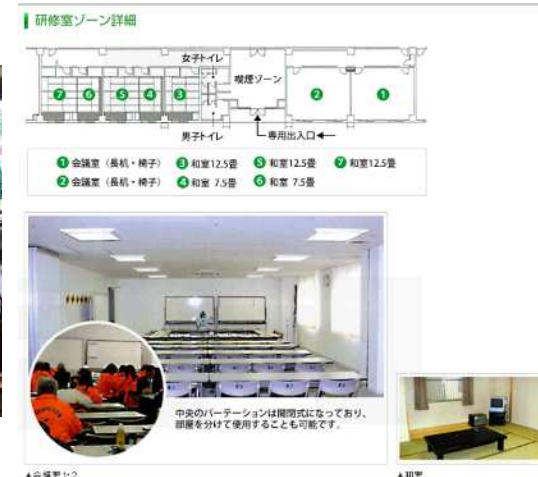 研修室ゾーン詳細
女子トイレ
喫煙ゾーン
7 6 5 4 3 2 1
男子トイレ
専用出入口
1 会議室（長机・椅子） 3 和室12.5畳 5 和室12.5畳 7 和室12.5畳
2 会議室（長机・椅子） 4 和室 7.5畳 6 和室 7.5畳
中央のパーテーションは開閉式になっており、
部屋を分けて使用することも可能です。
▲会議室1・2
▲和室